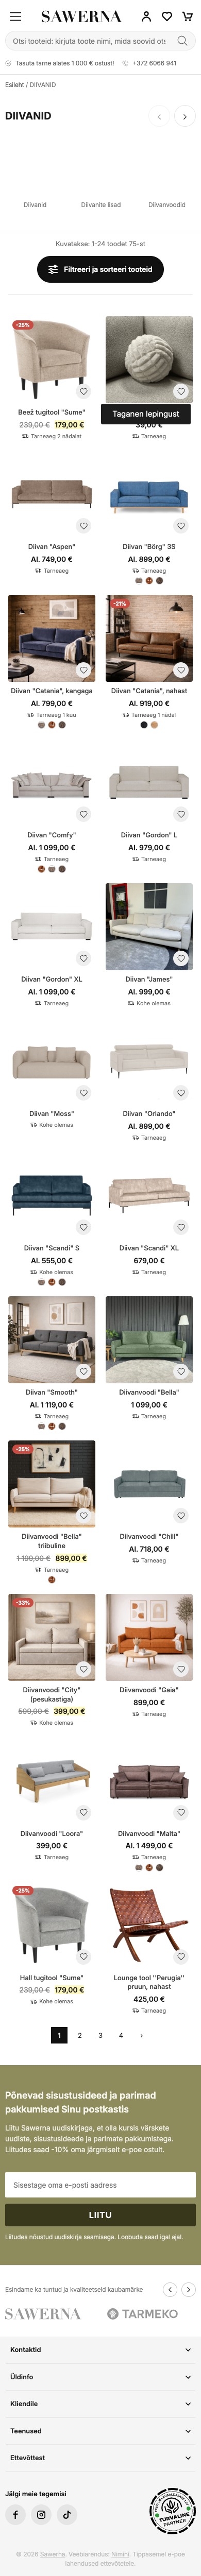 SAWERNA
Otsi tooteid: kirjuta toote nimi, mida soovid ots
Tasuta tarne alates 1 000 € ostust!
+372 6066 941
Esileht / DIIVANID
DIIVANID
Diivanid
Diivanite lisad
Diivanvoodid
Kuvatakse: 1-24 toodet 75-st
Filtreeri ja sorteeri tooteid
-25%
Beež tugitool "Sume"
239,00 € 179,00 €
Tarneaeg 2 nädalat
Taganen lepingust
39,00 €
Tarneaeg
Diivan "Aspen"
Al. 749,00 €
Tarneaeg
Diivan "Börg" 3S
Al. 899,00 €
Tarneaeg
Diivan "Catania", kangaga
Al. 799,00 €
Tarneaeg 1 kuu
-21%
Diivan "Catania", nahast
Al. 919,00 €
Tarneaeg 1 nädal
Diivan "Comfy"
Al. 1 099,00 €
Tarneaeg
Diivan "Gordon" L
Al. 979,00 €
Tarneaeg
Diivan "Gordon" XL
Al. 1 099,00 €
Tarneaeg
Diivan "James"
Al. 999,00 €
Kohe olemas
Diivan "Moss"
Kohe olemas
Diivan "Orlando"
Al. 899,00 €
Tarneaeg
Diivan "Scandi" S
Al. 555,00 €
Kohe olemas
Diivan "Scandi" XL
679,00 €
Tarneaeg
Diivan "Smooth"
Al. 1 119,00 €
Tarneaeg
Diivanvoodi "Bella"
1 099,00 €
Tarneaeg
-25%
Diivanvoodi "Bella"
triibuline
1 199,00 € 899,00 €
Tarneaeg
Diivanvoodi "Chill"
Al. 718,00 €
Tarneaeg
-33%
Diivanvoodi "City"
(pesukastiga)
599,00 € 399,00 €
Kohe olemas
Diivanvoodi "Gaia"
899,00 €
Tarneaeg
Diivanvoodi "Loora"
399,00 €
Tarneaeg
Diivanvoodi "Malta"
Al. 1 499,00 €
Tarneaeg
-25%
Hall tugitool "Sume"
239,00 € 179,00 €
Kohe olemas
Lounge tool "Perugia"
pruun, nahast
425,00 €
Tarneaeg
1 2 3 4 ›
Põnevad sisustusideed ja parimad
pakkumised Sinu postkastis
Liitu Sawerna uudiskirjaga, et olla kursis värskete
uudiste, sisustusideede ja parimate pakkumistega.
Liitudes saad -10% oma järgmiselt e-poe ostult.
Sisestage oma e-posti aadress
LIITU
Liitudes nõustud uudiskirja saamisega. Loobuda saad igal ajal.
Esindame ka tuntud ja kvaliteetseid kaubamärke
SAWERNA
TARMEKO
Kontaktid
Üldinfo
Kliendile
Teenused
Ettevõttest
Jälgi meie tegemisi
TURVALINE
PARTNER
© 2026 Sawerna. Veebiarendus: Nimmi. Tippasemel e-poe
lahendused ettevõtetele.